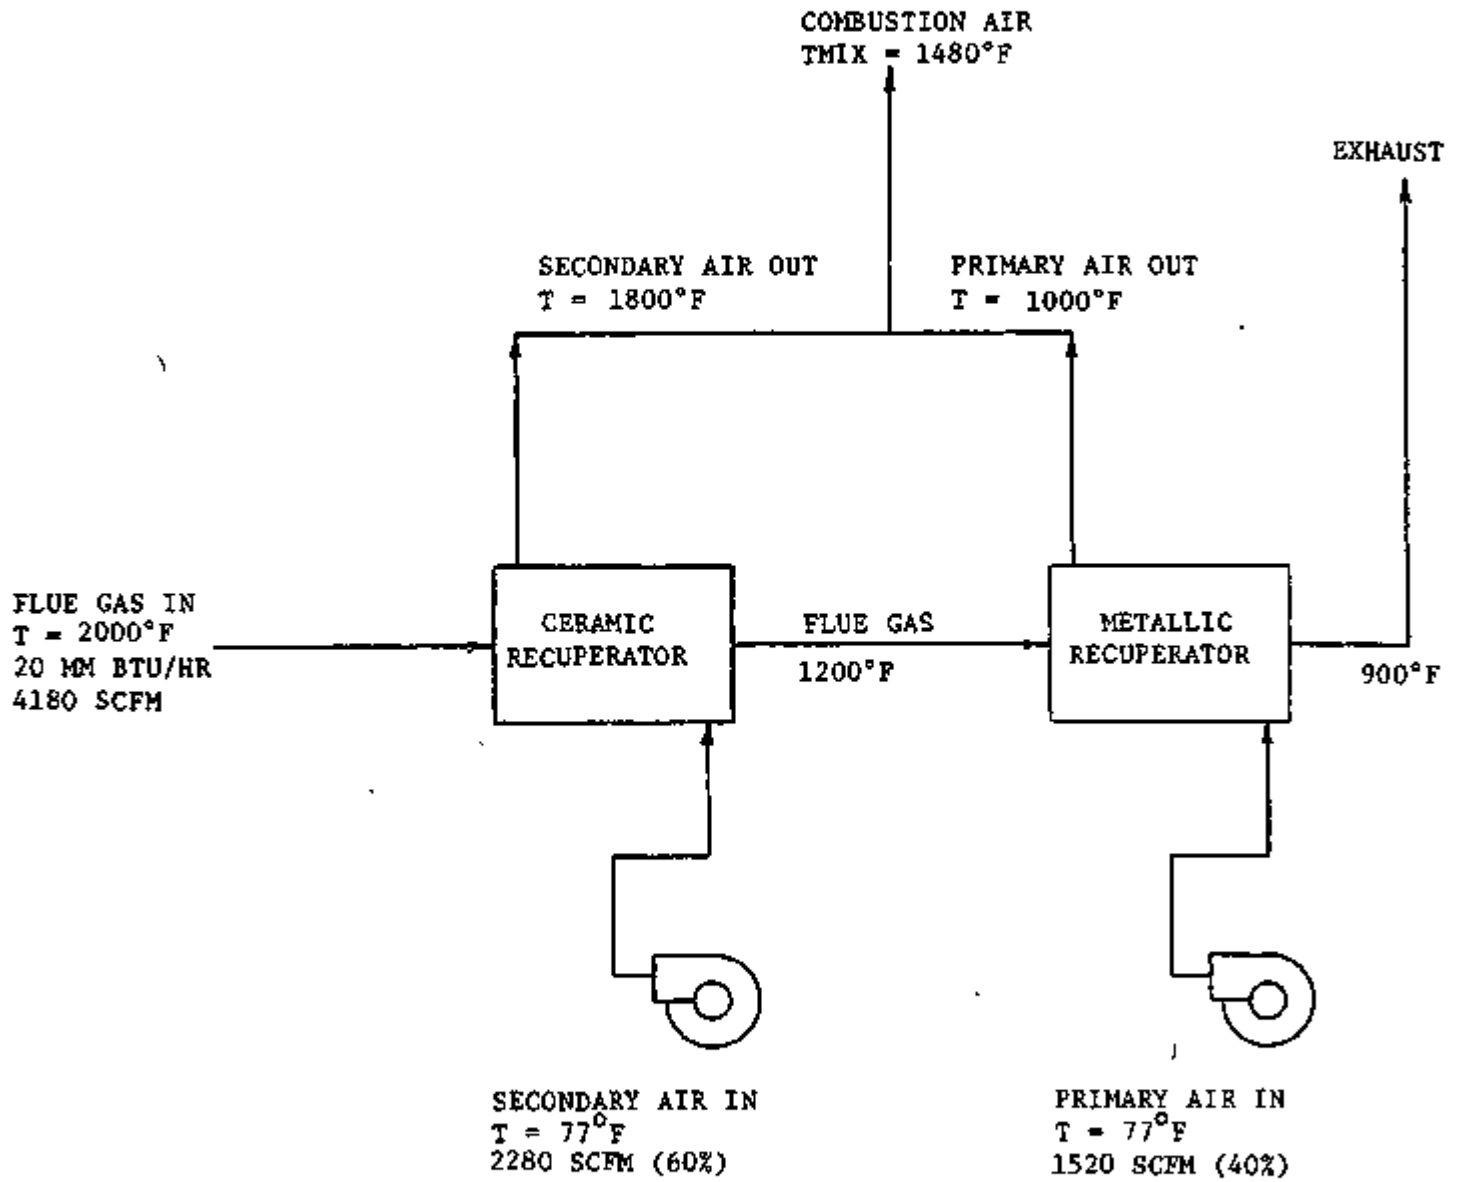 COMBUSTION AIR
TMIX = 1480°F
EXHAUST
SECONDARY AIR OUT
T = 1800°F
PRIMARY AIR OUT
T = 1000°F
FLUE GAS IN
T = 2000°F
20 MM BTU/HR
4180 SCFM
CERAMIC
RECUPERATOR
FLUE GAS
1200°F
METALLIC
RECUPERATOR
900°F
SECONDARY AIR IN
T = 77°F
2280 SCFM (60%)
PRIMARY AIR IN
T = 77°F
1520 SCFM (40%)